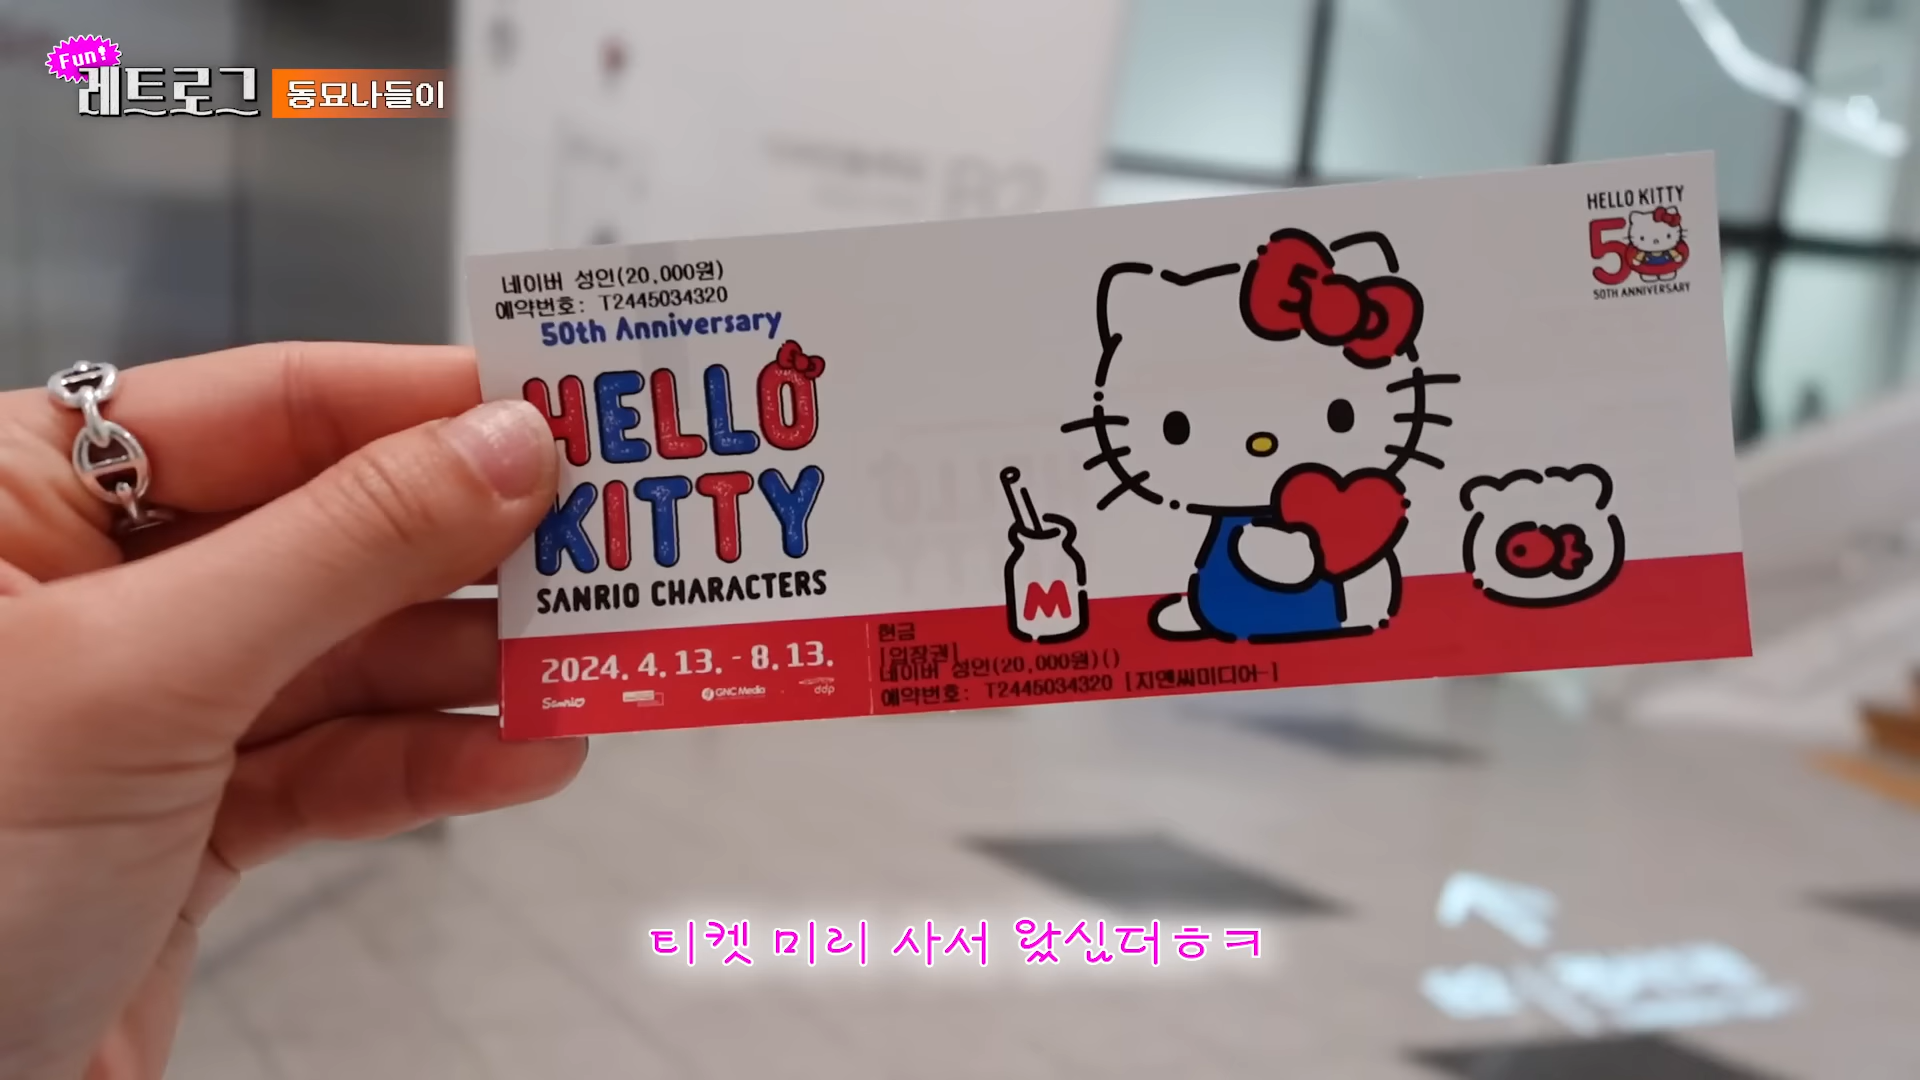 Fun!
레트로그
동묘나들이
네이버 성인(20,000원)
예약번호: T2445034320
50th Anniversary
HELLO
KITTY
SANRIO CHARACTERS
2024. 4. 13. - 8. 13.
Sanrio
GNC Media
ddp
현금
[입장권]
네이버 성인(20,000원)()
예약번호: T2445034320 [지엔씨미디어-]
M
HELLO KITTY
50
50TH ANNIVERSARY
B2
티켓 미리 사서 왔싮더ㅎㅋ